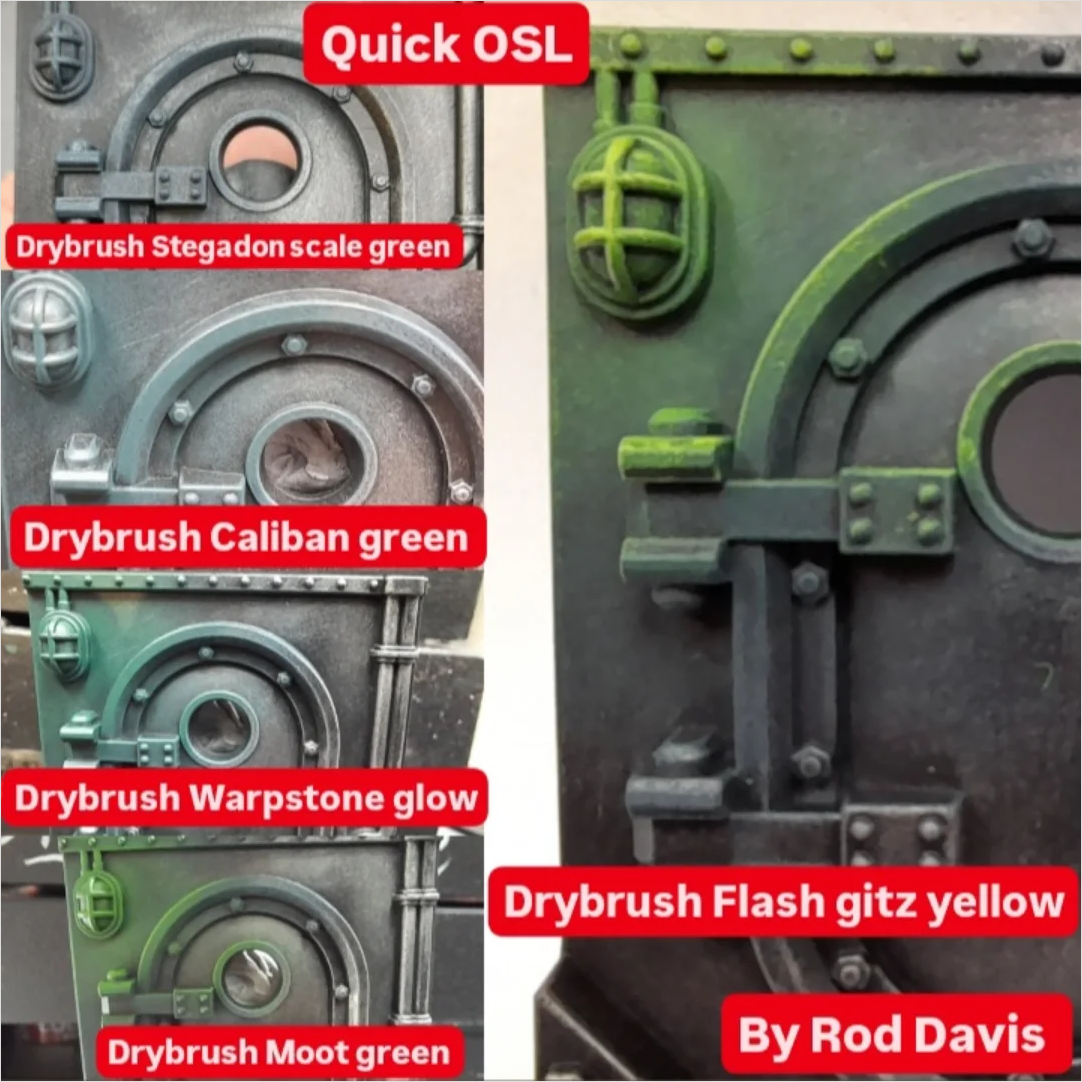 Quick OSL
Drybrush Stegadon scale green
Drybrush Caliban green
Drybrush Warpstone glow
Drybrush Moot green
Drybrush Flash gitz yellow
By Rod Davis